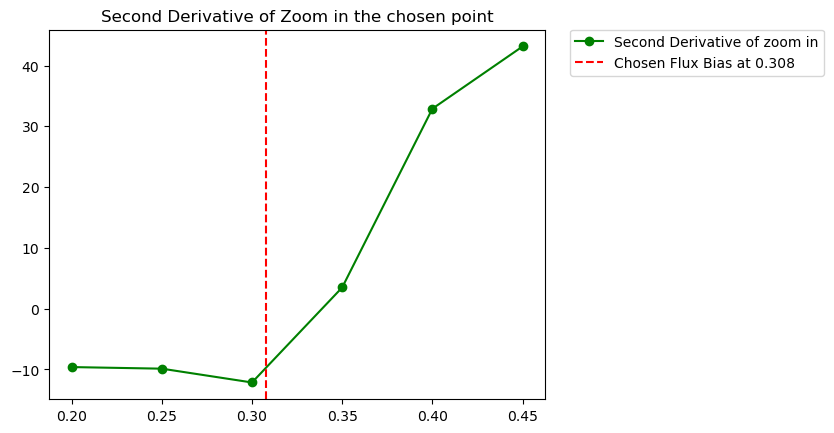 Second Derivative of Zoom in the chosen point
Second Derivative of zoom in
Chosen Flux Bias at 0.308
40
30
20
10
0
−10
0.20 0.25 0.30 0.35 0.40 0.45